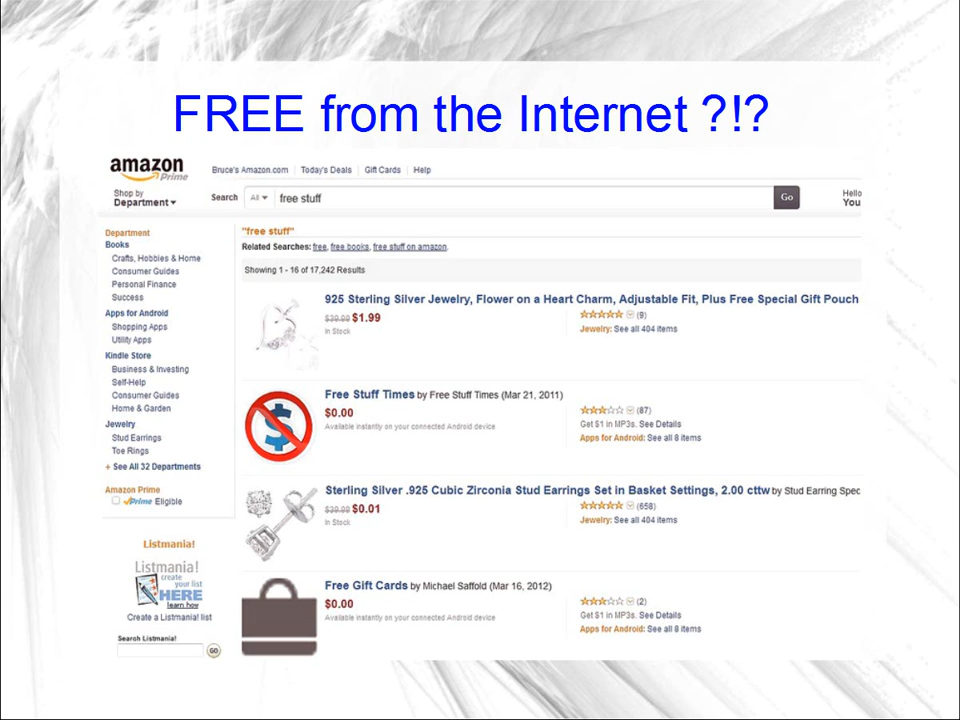 FREE from the Internet ?!?
amazon
Prime
Bruce's Amazon.com | Today's Deals | Gift Cards | Help
Shop by
Department
Search All free stuff Go
Hello
You
Department
Books
Crafts, Hobbies & Home
Consumer Guides
Personal Finance
Success
Apps for Android
Shopping Apps
Utility Apps
Kindle Store
Business & Investing
Self-Help
Consumer Guides
Home & Garden
Jewelry
Stud Earrings
Toe Rings
+ See All 32 Departments
Amazon Prime
Prime Eligible
Listmania!
Listmania!
create
your list
HERE
learn how
Create a Listmania! list
Search Listmania!
GO
"free stuff"
Related Searches: free, free books, free stuff on amazon.
Showing 1 - 16 of 17,242 Results
925 Sterling Silver Jewelry, Flower on a Heart Charm, Adjustable Fit, Plus Free Special Gift Pouch
$39.99 $1.99
In Stock
(9)
Jewelry: See all 404 items
Free Stuff Times by Free Stuff Times (Mar 21, 2011)
$0.00
Available instantly on your connected Android device
(87)
Get $1 in MP3s. See Details
Apps for Android: See all 8 items
$
Sterling Silver .925 Cubic Zirconia Stud Earrings Set in Basket Settings, 2.00 cttw by Stud Earring Spec
$39.99 $0.01
In Stock
(658)
Jewelry: See all 404 items
Free Gift Cards by Michael Saffold (Mar 16, 2012)
$0.00
Available instantly on your connected Android device
(2)
Get $1 in MP3s. See Details
Apps for Android: See all 8 items